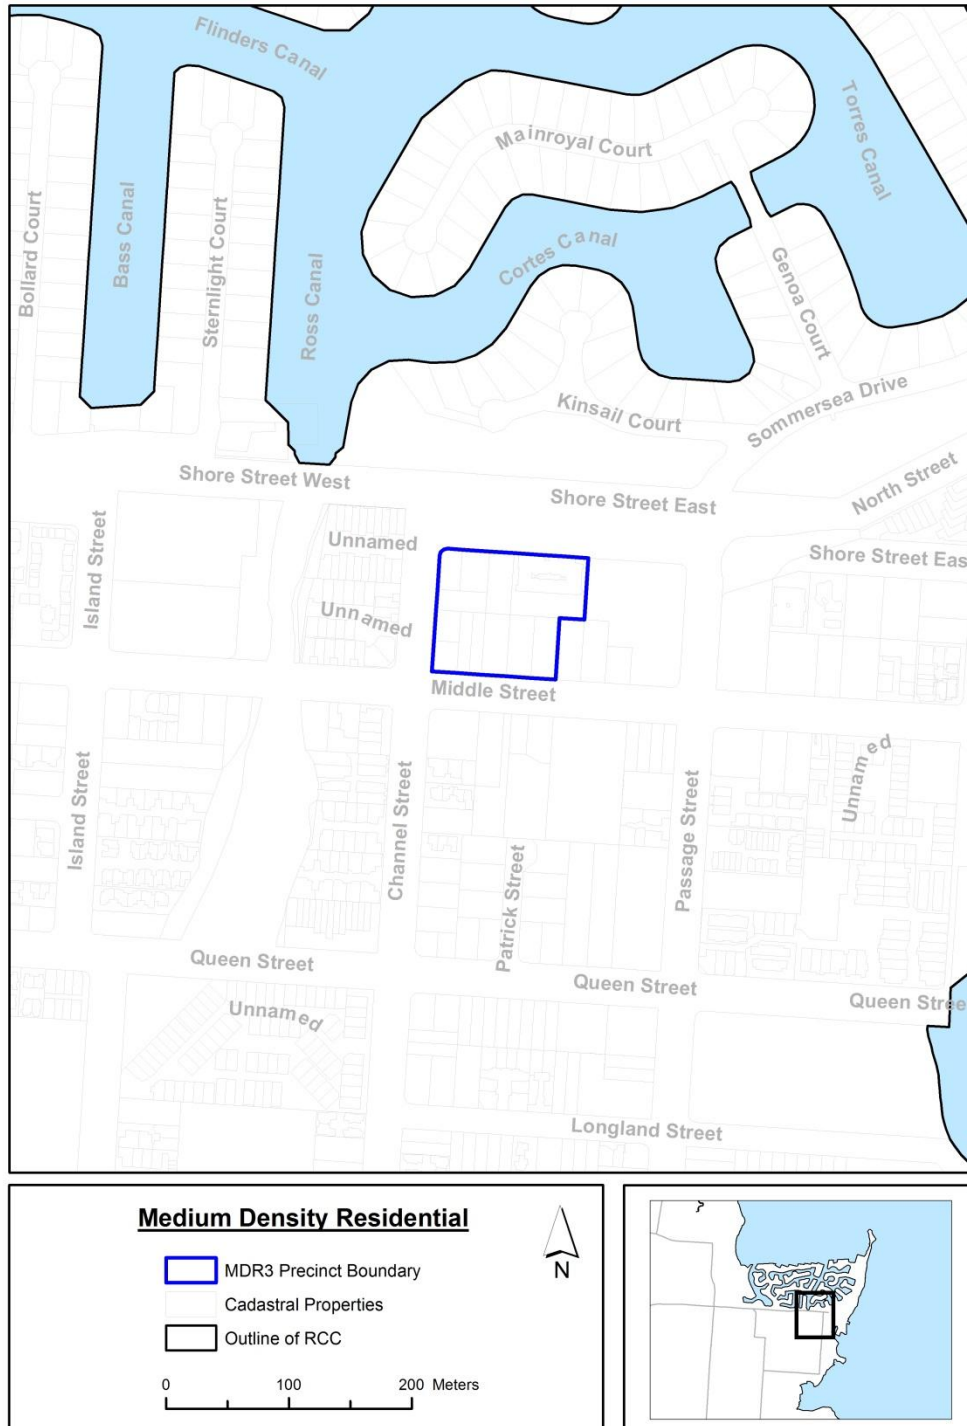 Flinders Canal
Torres Canal
Mainroyal Court
Bollard Court
Bass Canal
Sternlight Court
Ross Canal
Cortes Canal
Genoa Court
Kinsail Court
Sommersea Drive
North Street
Shore Street West
Shore Street East
Unnamed
Shore Street Eas
Island Street
Unnamed
Middle Street
Island Street
Channel Street
Patrick Street
Passage Street
Unnamed
Queen Street
Queen Street
Queen Stree
Unnamed
Longland Street
Medium Density Residential
MDR3 Precinct Boundary
Cadastral Properties
Outline of RCC
N
0 100 200 Meters